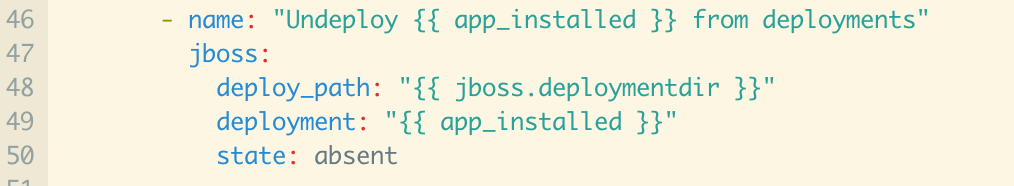 46 - name: "Undeploy {{ app_installed }} from deployments"
47 jboss:
48 deploy_path: "{{ jboss.deploymentdir }}"
49 deployment: "{{ app_installed }}"
50 state: absent